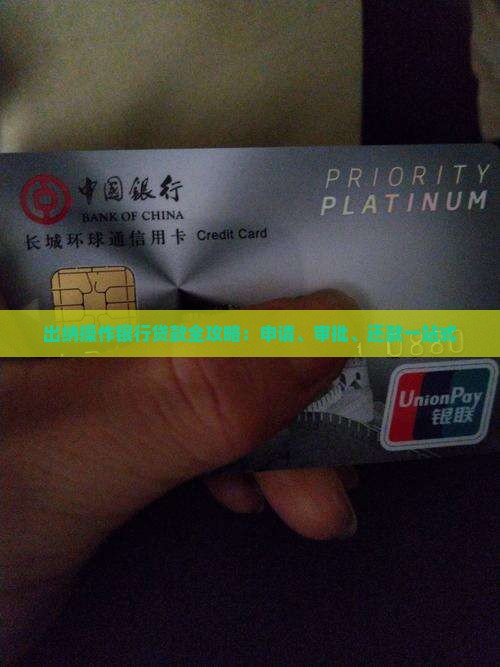 PRIORITY
PLATINUM
中国银行
BANK OF CHINA
长城环球通信用卡 Credit Card
出纳操作银行贷款全攻略：申请、审批、还款一站式
0880
UnionPay
银联